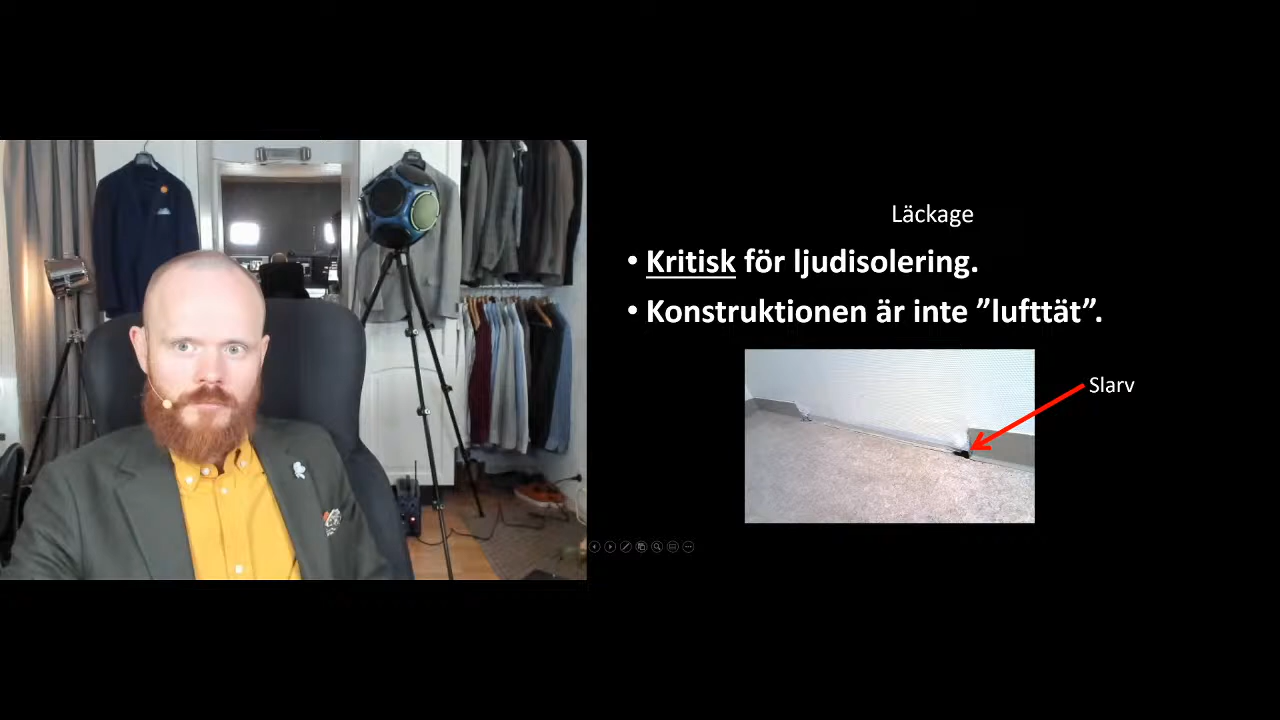 Läckage
• Kritisk för ljudisolering.
• Konstruktionen är inte ”lufttät”.
Slarv